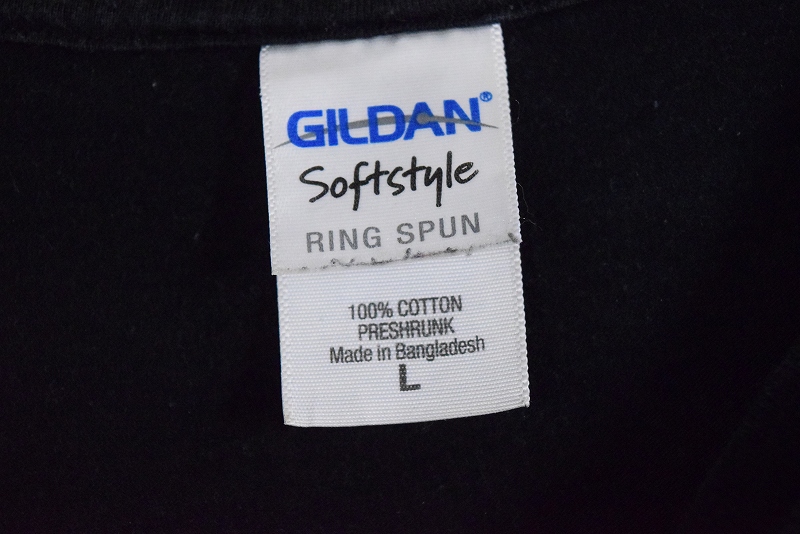 GILDAN®
Softstyle
RING SPUN
100% COTTON
PRESHRUNK
Made in Bangladesh
L